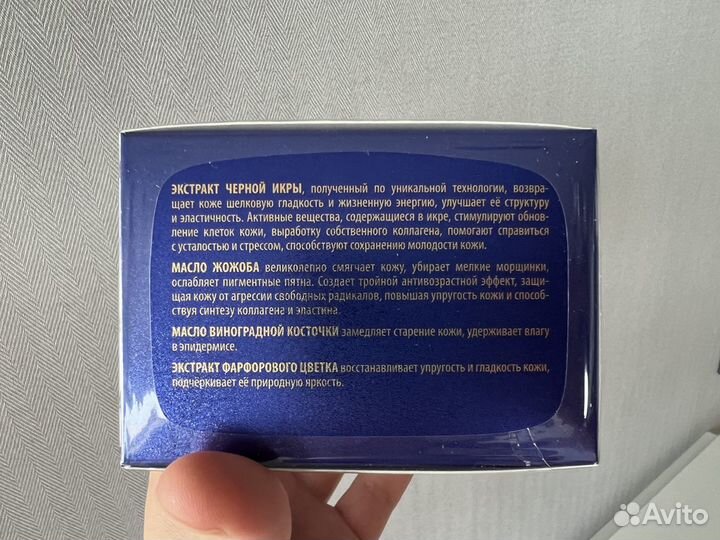 ЭКСТРАКТ ЧЕРНОЙ ИКРЫ, полученный по уникальной технологии, возвра-
щает коже шелковую гладкость и жизненную энергию, улучшает её структуру
и эластичность. Активные вещества, содержащиеся в икре, стимулируют обнов-
ление клеток кожи, выработку собственного коллагена, помогают справиться
с усталостью и стрессом, способствуют сохранению молодости кожи.
МАСЛО ЖОЖОБА великолепно смягчает кожу, убирает мелкие морщинки,
ослабляет пигментные пятна. Создает тройной антивозрастной эффект, защи-
щая кожу от агрессии свободных радикалов, повышая упругость кожи и способ-
ствуя синтезу коллагена и эластина.
МАСЛО ВИНОГРАДНОЙ КОСТОЧКИ замедляет старение кожи, удерживает влагу
в эпидермисе.
ЭКСТРАКТ ФАРФОРОВОГО ЦВЕТКА восстанавливает упругость и гладкость кожи,
подчёркивает её природную яркость.
Avito